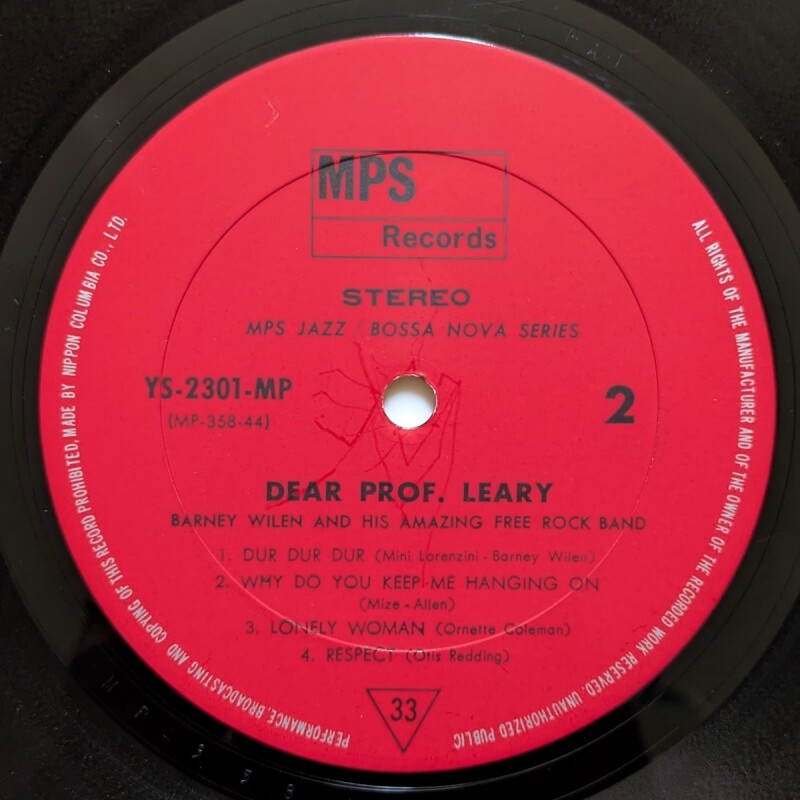 MPS
Records
STEREO
MPS JAZZ / BOSSA NOVA SERIES
YS-2301-MP
(MP-358-44)
2
DEAR PROF. LEARY
BARNEY WILEN AND HIS AMAZING FREE ROCK BAND
1. DUR DUR DUR (Mini Lorenzini - Barney Wilen)
2. WHY DO YOU KEEP ME HANGING ON
(Mize - Allen)
3. LONELY WOMAN (Ornette Coleman)
4. RESPECT (Otis Redding)
33
ALL RIGHTS OF THE MANUFACTURER AND OF THE OWNER OF THE RECORDED WORK RESERVED. UNAUTHORIZED PUBLIC
PERFORMANCE, BROADCASTING AND COPYING OF THIS RECORD PROHIBITED, MADE BY NIPPON COLUMBIA CO., LTD.